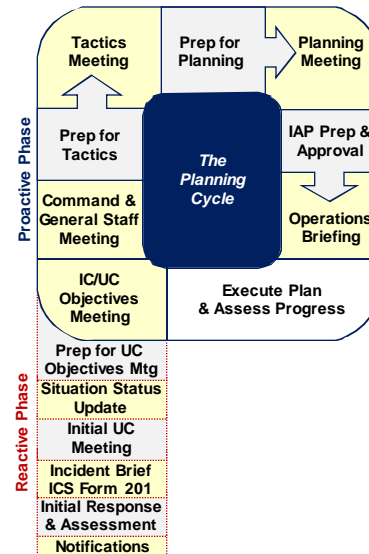 Tactics
Meeting
Prep for
Planning
Planning
Meeting
Proactive Phase
Prep for
Tactics
The
Planning
Cycle
IAP Prep &
Approval
Command &
General Staff
Meeting
Operations
Briefing
IC/UC
Objectives
Meeting
Execute Plan
& Assess Progress
Reactive Phase
Prep for UC
Objectives Mtg
Situation Status
Update
Initial UC
Meeting
Incident Brief
ICS Form 201
Initial Response
& Assessment
Notifications